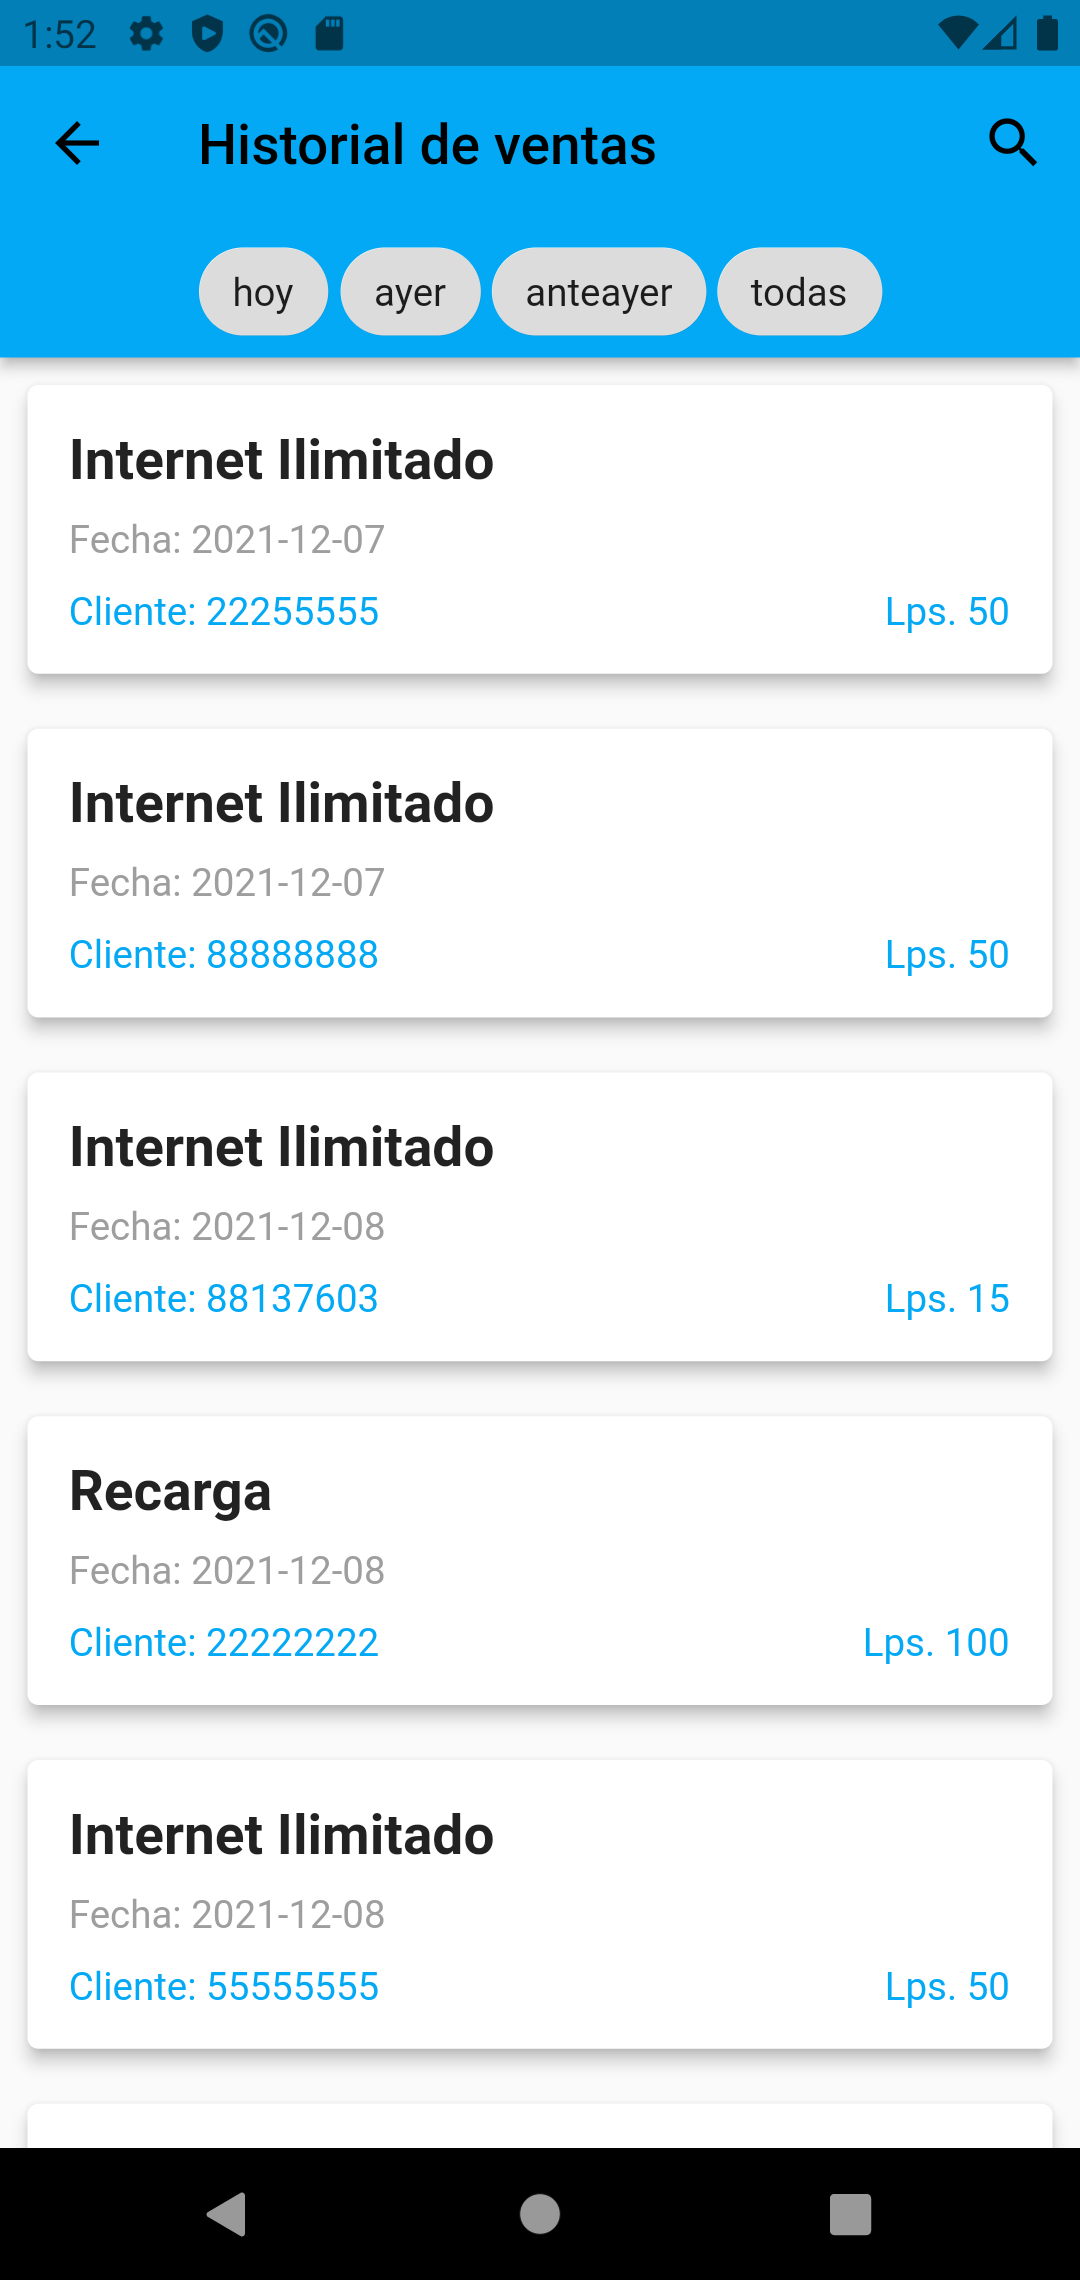 1:52
Historial de ventas
hoy ayer anteayer todas
Internet Ilimitado
Fecha: 2021-12-07
Cliente: 22255555 Lps. 50
Internet Ilimitado
Fecha: 2021-12-07
Cliente: 88888888 Lps. 50
Internet Ilimitado
Fecha: 2021-12-08
Cliente: 88137603 Lps. 15
Recarga
Fecha: 2021-12-08
Cliente: 22222222 Lps. 100
Internet Ilimitado
Fecha: 2021-12-08
Cliente: 55555555 Lps. 50